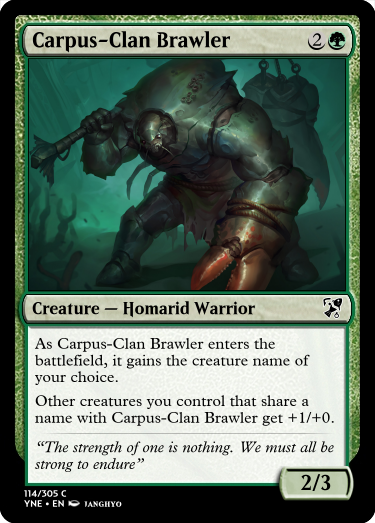 Carpus-Clan Brawler 2
Creature — Homarid Warrior
As Carpus-Clan Brawler enters the
battlefield, it gains the creature name of
your choice.
Other creatures you control that share a
name with Carpus-Clan Brawler get +1/+0.
“The strength of one is nothing. We must all be
strong to endure”
2/3
114/305 C
YNE • EN JANGHYO